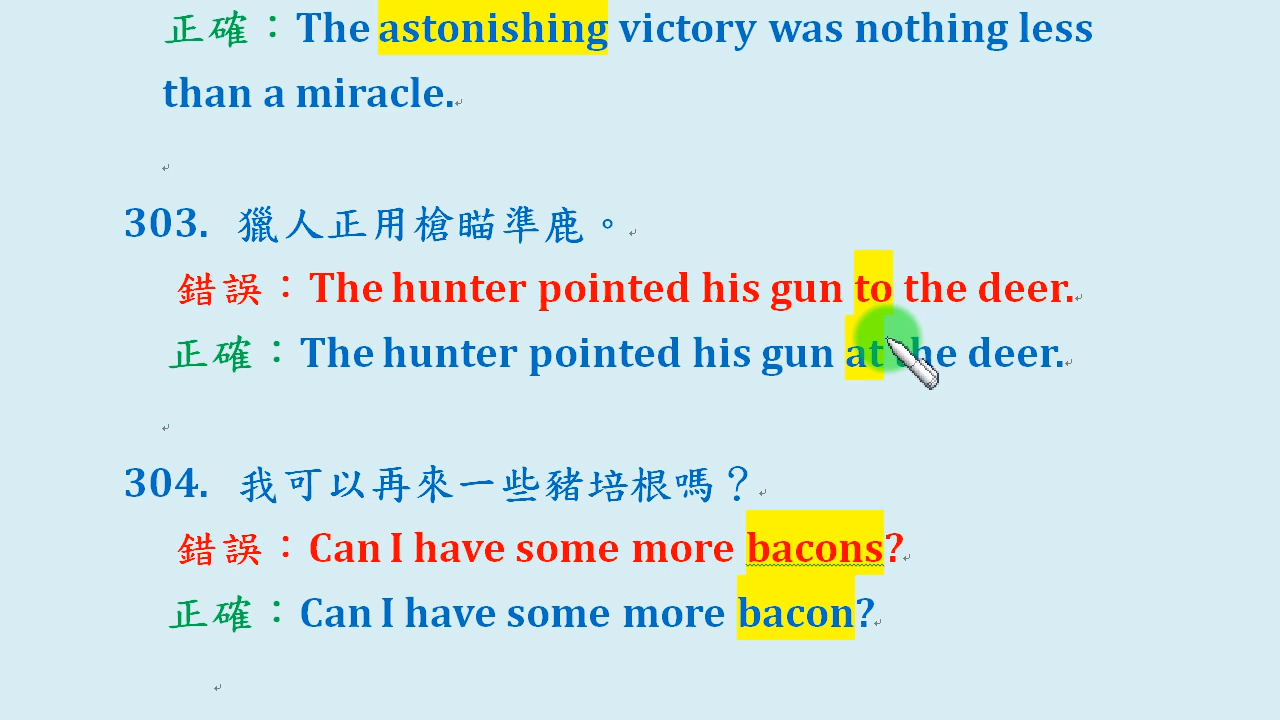 正確：The astonishing victory was nothing less
than a miracle.
303. 獵人正用槍瞄準鹿。
錯誤：The hunter pointed his gun to the deer.
正確：The hunter pointed his gun at the deer.
304. 我可以再來一些豬培根嗎？
錯誤：Can I have some more bacons?
正確：Can I have some more bacon?